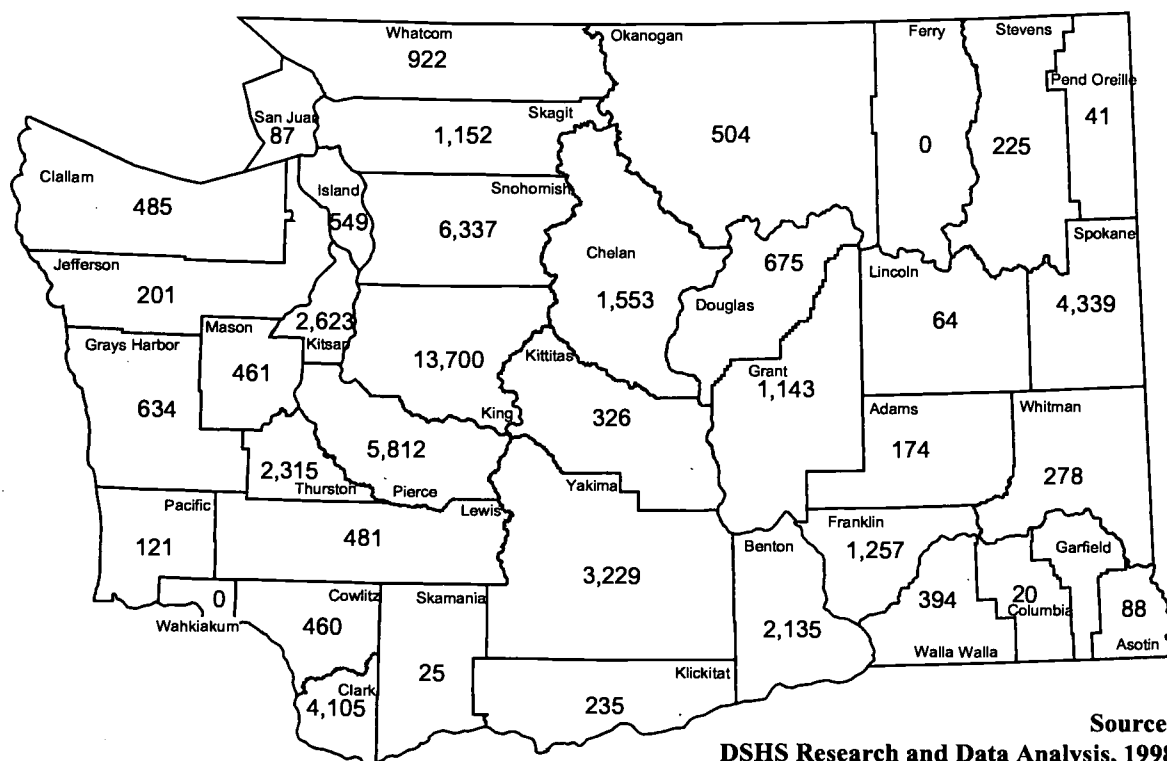 Whatcom
922
Okanogan
504
Ferry
0
Stevens
225
Pend Oreille
41
San Juan
87
Skagit
1,152
Clallam
485
Island
549
Snohomish
6,337
Chelan
1,553
675
Douglas
Lincoln
64
Spokane
4,339
Jefferson
201
2,623
Kitsap
Mason
461
Grays Harbor
634
13,700
King
Kittitas
326
Grant
1,143
Adams
174
Whitman
278
2,315
Thurston
5,812
Pierce
Yakima
3,229
Pacific
121
Lewis
481
Benton
2,135
Franklin
1,257
Garfield
0
Wahkiakum
Cowlitz
460
Skamania
25
394
Walla Walla
20
Columbia
88
Asotin
Clark
4,105
Klickitat
235
Source
DSHS Research and Data Analysis, 1998